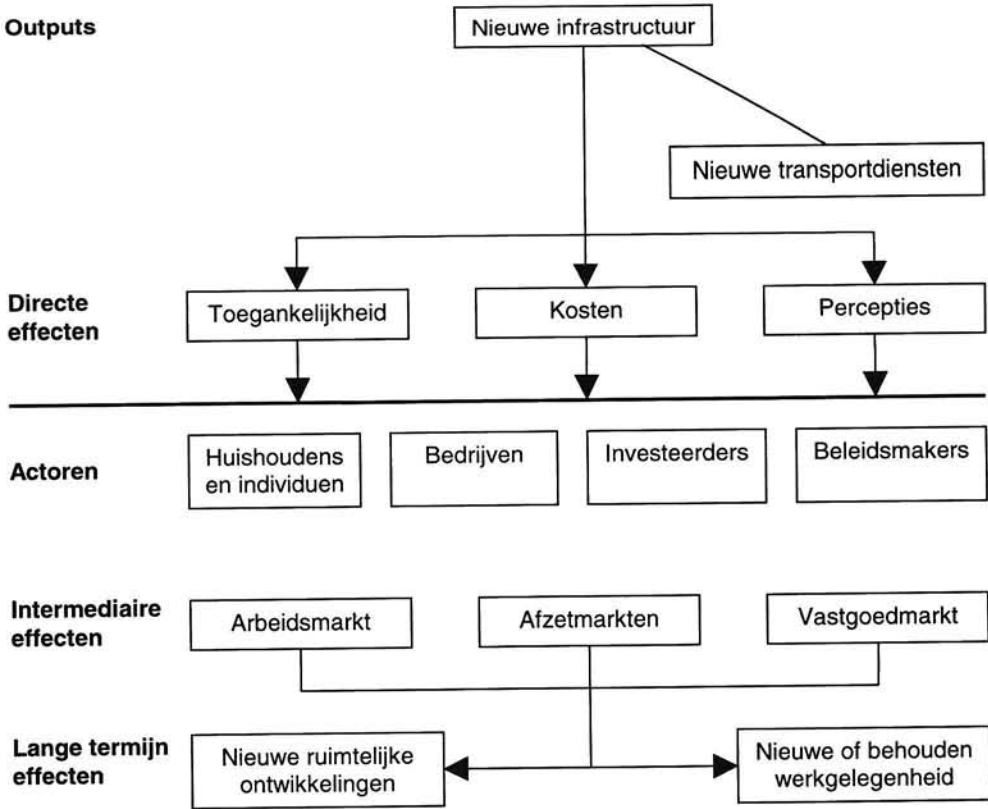 Outputs
Nieuwe infrastructuur
Nieuwe transportdiensten
Directe
effecten
Toegankelijkheid
Kosten
Percepties
Actoren
Huishoudens
en individuen
Bedrijven
Investeerders
Beleidsmakers
Intermediaire
effecten
Arbeidsmarkt
Afzetmarkten
Vastgoedmarkt
Lange termijn
effecten
Nieuwe ruimtelijke
ontwikkelingen
Nieuwe of behouden
werkgelegenheid